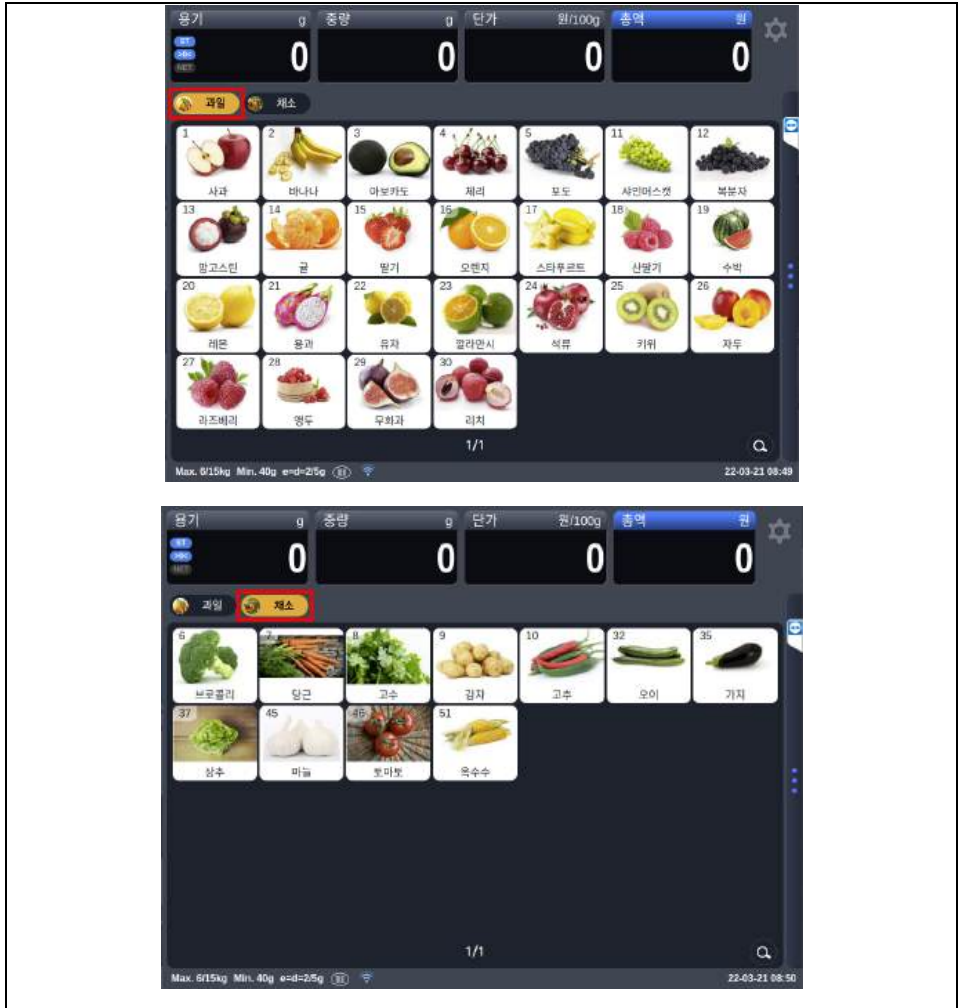 용기 g 중량 g 단가 원/100g 총액 원
ST
>0<
NET
0 0 0 0
과일 채소
1 2 3 4 5 11 12
사과 바나나 아보카도 체리 포도 샤인머스캣 복분자
13 14 15 16 17 18 19
망고스틴 귤 딸기 오렌지 스타푸르트 산딸기 수박
20 21 22 23 24 25 26
레몬 용과 유자 깔라만시 석류 키위 자두
27 28 29 30
라즈베리 앵두 무화과 리치
1/1
Max. 6/15kg Min. 40g e=d=2/5g III 22-03-21 08:49
용기 g 중량 g 단가 원/100g 총액 원
ST
>0<
NET
0 0 0 0
과일 채소
6 7 8 9 10 32 35
브로콜리 당근 고수 감자 고추 오이 가지
37 45 46 51
상추 마늘 토마토 옥수수
1/1
Max. 6/15kg Min. 40g e=d=2/5g III 22-03-21 08:50